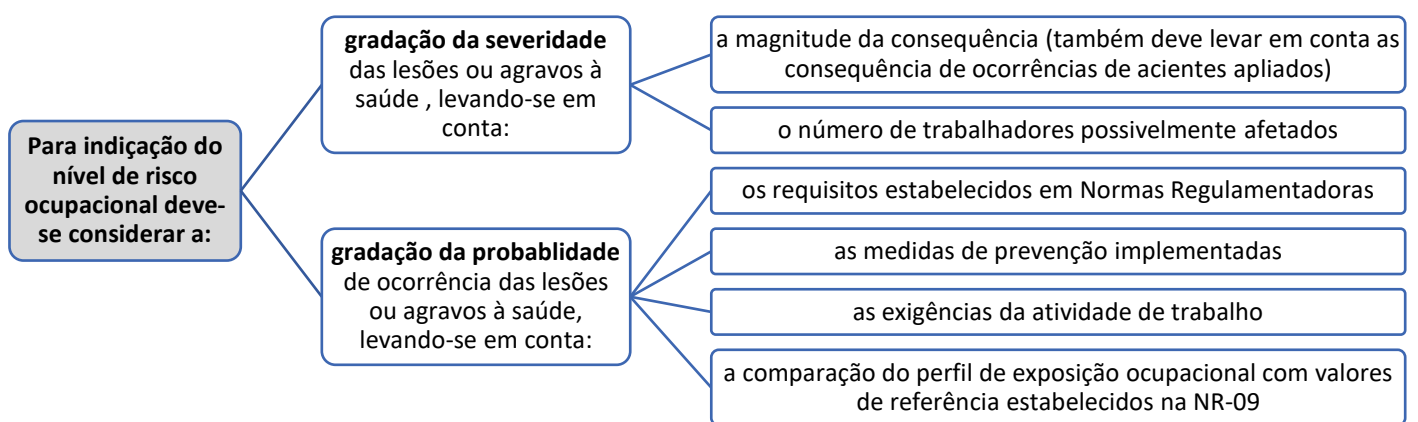 Para indicação do
nível de risco
ocupacional deve-
se considerar a:
gradação da severidade
das lesões ou agravos à
saúde , levando-se em
conta:
a magnitude da consequência (também deve levar em conta as
consequência de ocorrências de acientes apliados)
o número de trabalhadores possivelmente afetados
gradação da probablidade
de ocorrência das lesões
ou agravos à saúde,
levando-se em conta:
os requisitos estabelecidos em Normas Regulamentadoras
as medidas de prevenção implementadas
as exigências da atividade de trabalho
a comparação do perfil de exposição ocupacional com valores
de referência estabelecidos na NR-09